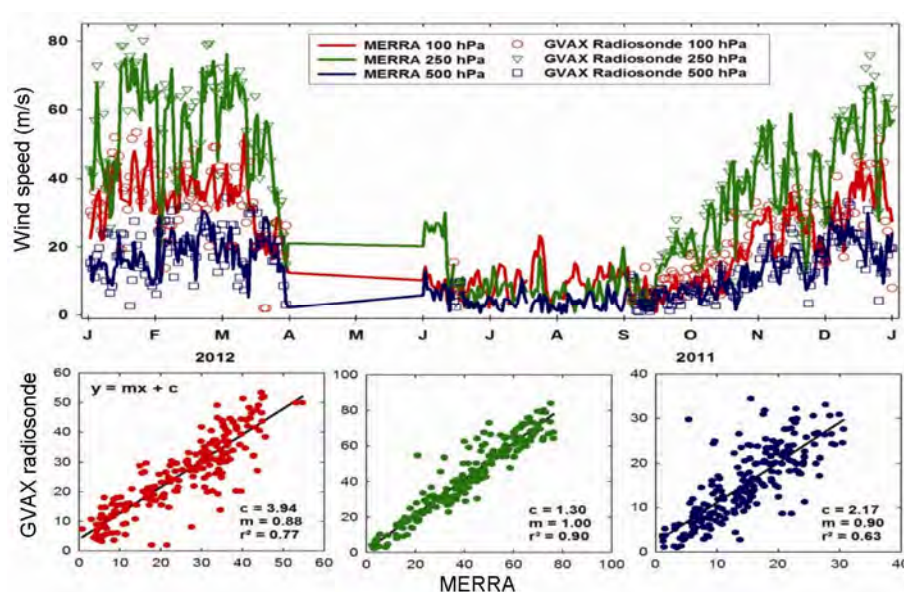 80
60
40
20
0
Wind speed (m/s)
MERRA 100 hPa GVAX Radiosonde 100 hPa
MERRA 250 hPa GVAX Radiosonde 250 hPa
MERRA 500 hPa GVAX Radiosonde 500 hPa
J F M A M J J A S O N D J
2012 2011
GVAX radiosonde
60
50
40
30
20
10
0
y = mx + c
c = 3.94
m = 0.88
r² = 0.77
0 10 20 30 40 50 60
100
80
60
40
20
0
c = 1.30
m = 1.00
r² = 0.90
0 20 40 60 80 100
40
30
20
10
0
c = 2.17
m = 0.90
r² = 0.63
0 10 20 30 40
MERRA